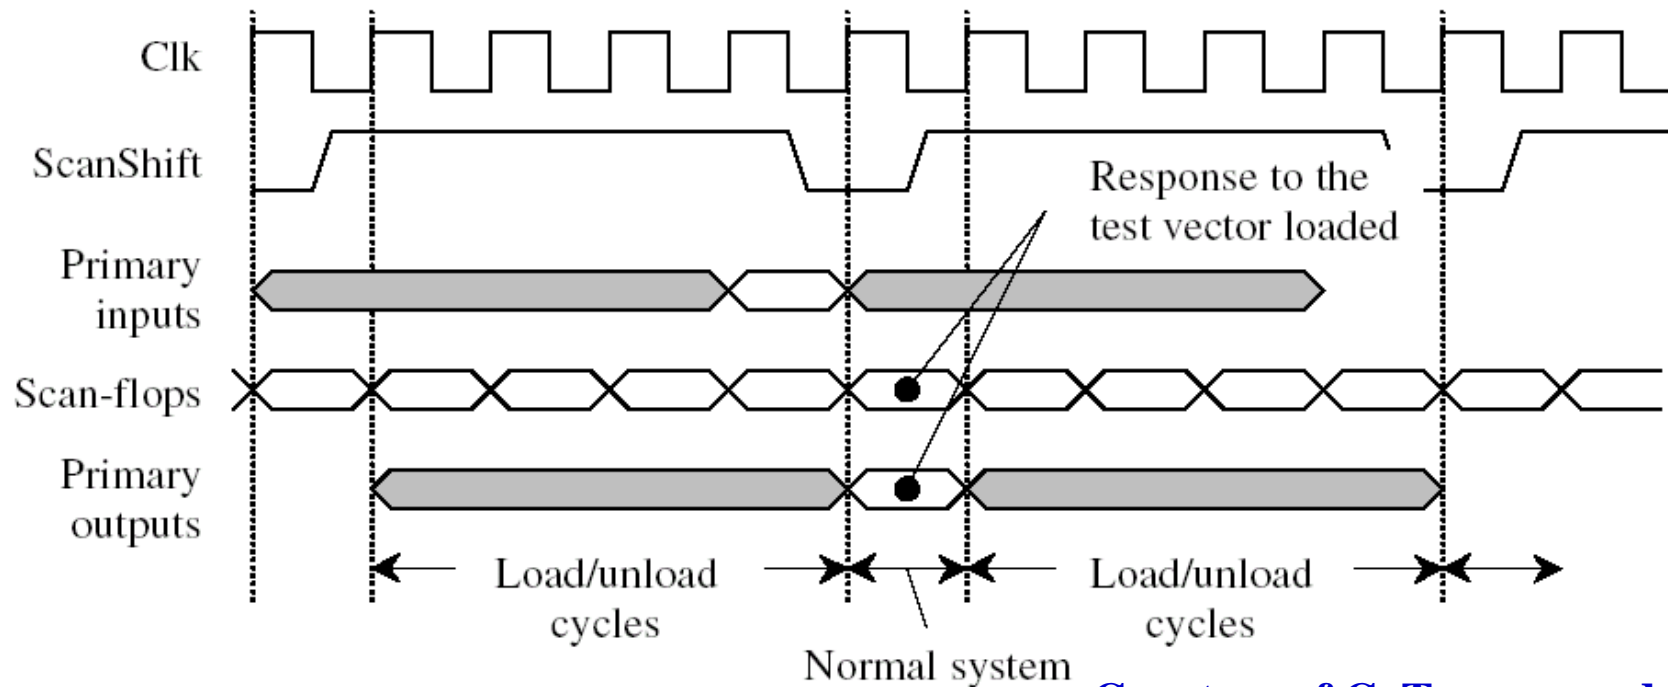 Clk
ScanShift
Response to the
test vector loaded
Primary
inputs
Scan-flops
Primary
outputs
Load/unload
cycles
Load/unload
cycles
Normal system